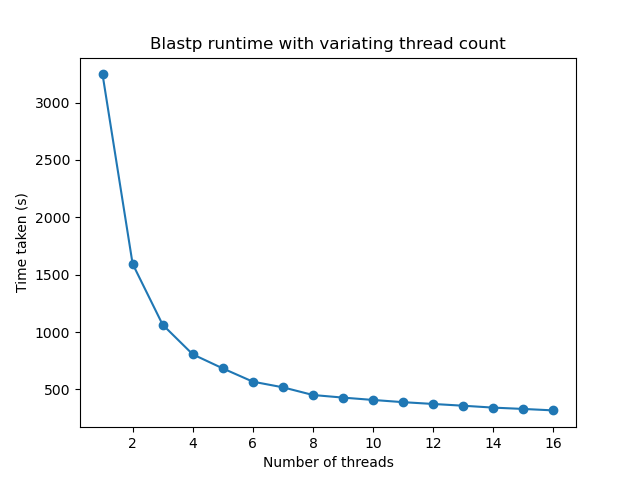 Blastp runtime with variating thread count
3000
2500
2000
1500
1000
500
Time taken (s)
2 4 6 8 10 12 14 16
Number of threads